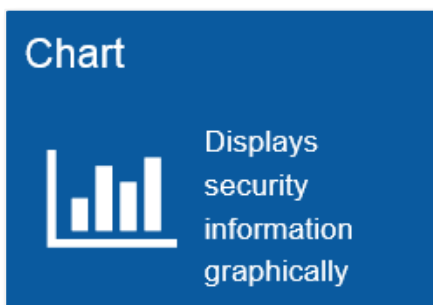 Chart
Displays
security
information
graphically